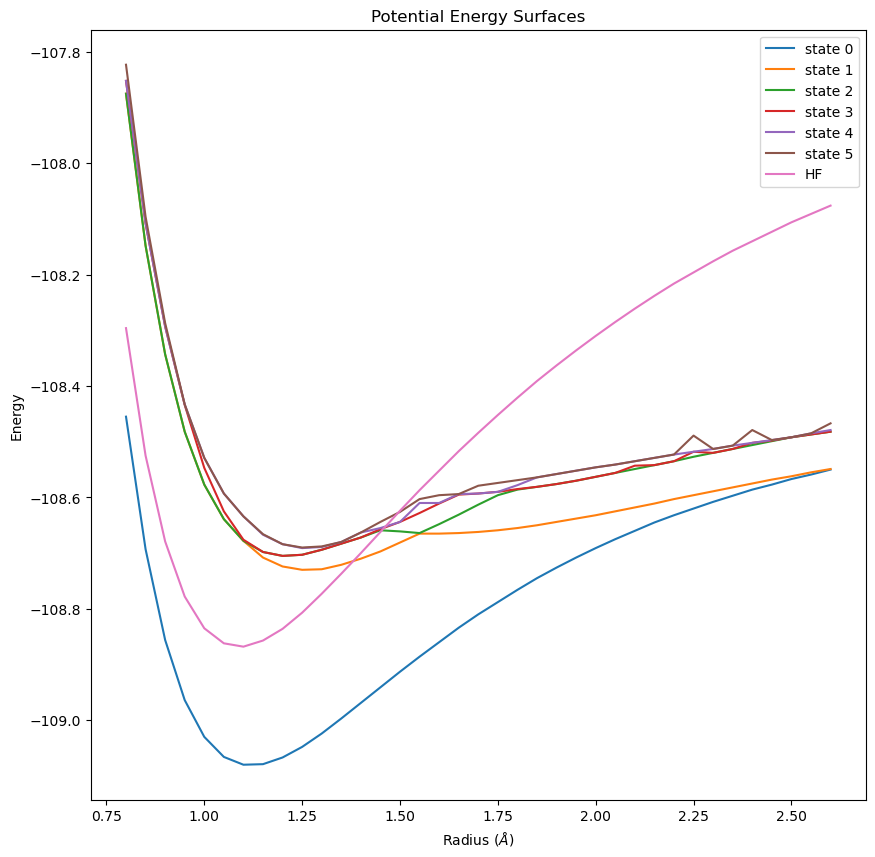 Potential Energy Surfaces
state 0
state 1
state 2
state 3
state 4
state 5
HF
−107.8
−108.0
−108.2
−108.4
−108.6
−108.8
−109.0
Energy
0.75 1.00 1.25 1.50 1.75 2.00 2.25 2.50
Radius (Å)